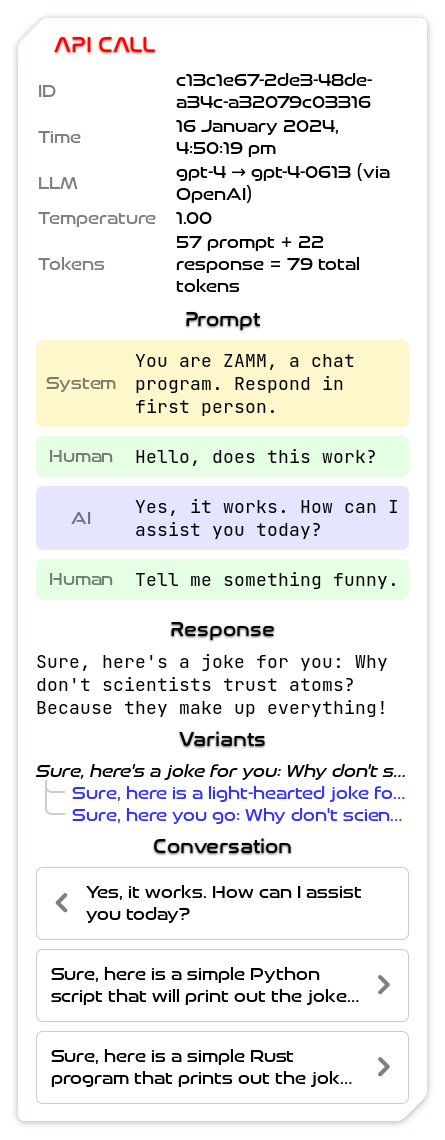 API CALL
ID
c13c1e67-2de3-48de-
a34c-a32079c03316
Time
16 January 2024,
4:50:19 pm
LLM
gpt-4 → gpt-4-0613 (via
OpenAI)
Temperature 1.00
Tokens
57 prompt + 22
response = 79 total
tokens
Prompt
System
You are ZAMM, a chat
program. Respond in
first person.
Human Hello, does this work?
AI
Yes, it works. How can I
assist you today?
Human Tell me something funny.
Response
Sure, here's a joke for you: Why
don't scientists trust atoms?
Because they make up everything!
Variants
Sure, here's a joke for you: Why don't s...
Sure, here is a light-hearted joke fo...
Sure, here you go: Why don't scien...
Conversation
Yes, it works. How can I assist
you today?
Sure, here is a simple Python
script that will print out the joke...
Sure, here is a simple Rust
program that prints out the jok...